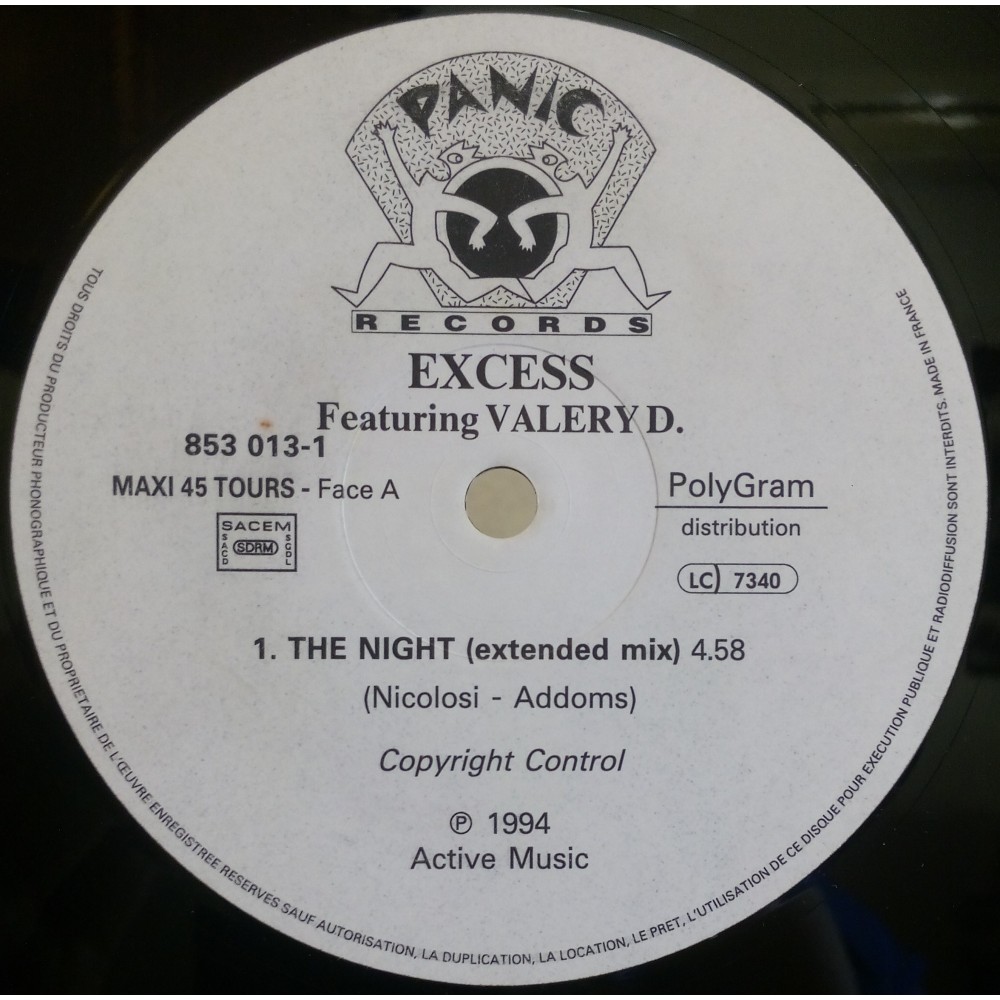 PANIC
RECORDS
EXCESS
Featuring VALERY D.
853 013-1
MAXI 45 TOURS - Face A
SACEM
SACD
SDRM
SGDL
PolyGram
distribution
LC 7340
1. THE NIGHT (extended mix) 4.58
(Nicolosi - Addoms)
Copyright Control
℗ 1994
Active Music
TOUS DROITS DU PRODUCTEUR PHONOGRAPHIQUE ET DU PROPRIETAIRE DE L'ŒUVRE ENREGISTREE RESERVES SAUF AUTORISATION, LA DUPLICATION, LA LOCATION, LE PRET, L'UTILISATION DE CE DISQUE POUR EXECUTION PUBLIQUE ET RADIODIFFUSION SONT INTERDITS. MADE IN FRANCE